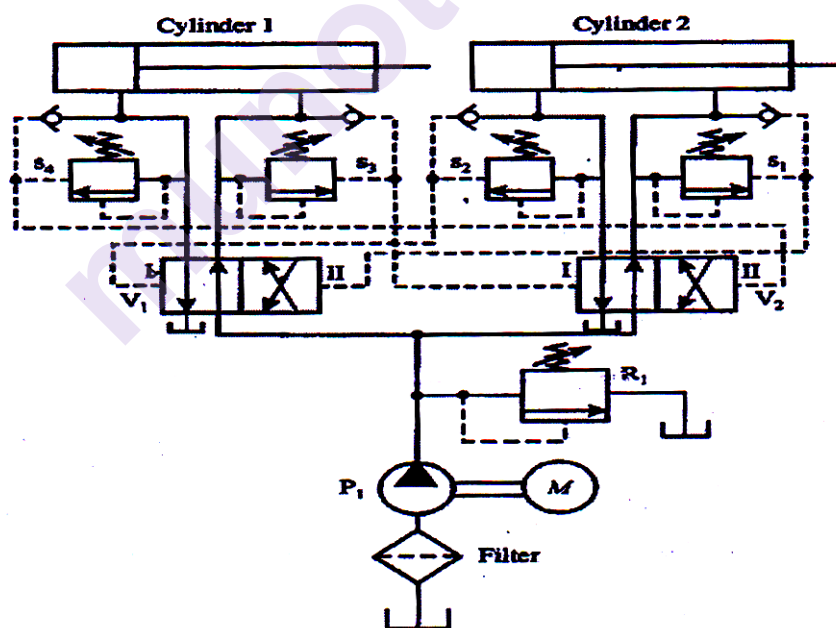 Cylinder 1
Cylinder 2
s₄
s₃
s₂
s₁
I
II
I
II
V₁
V₂
R₁
P₁
M
Filter